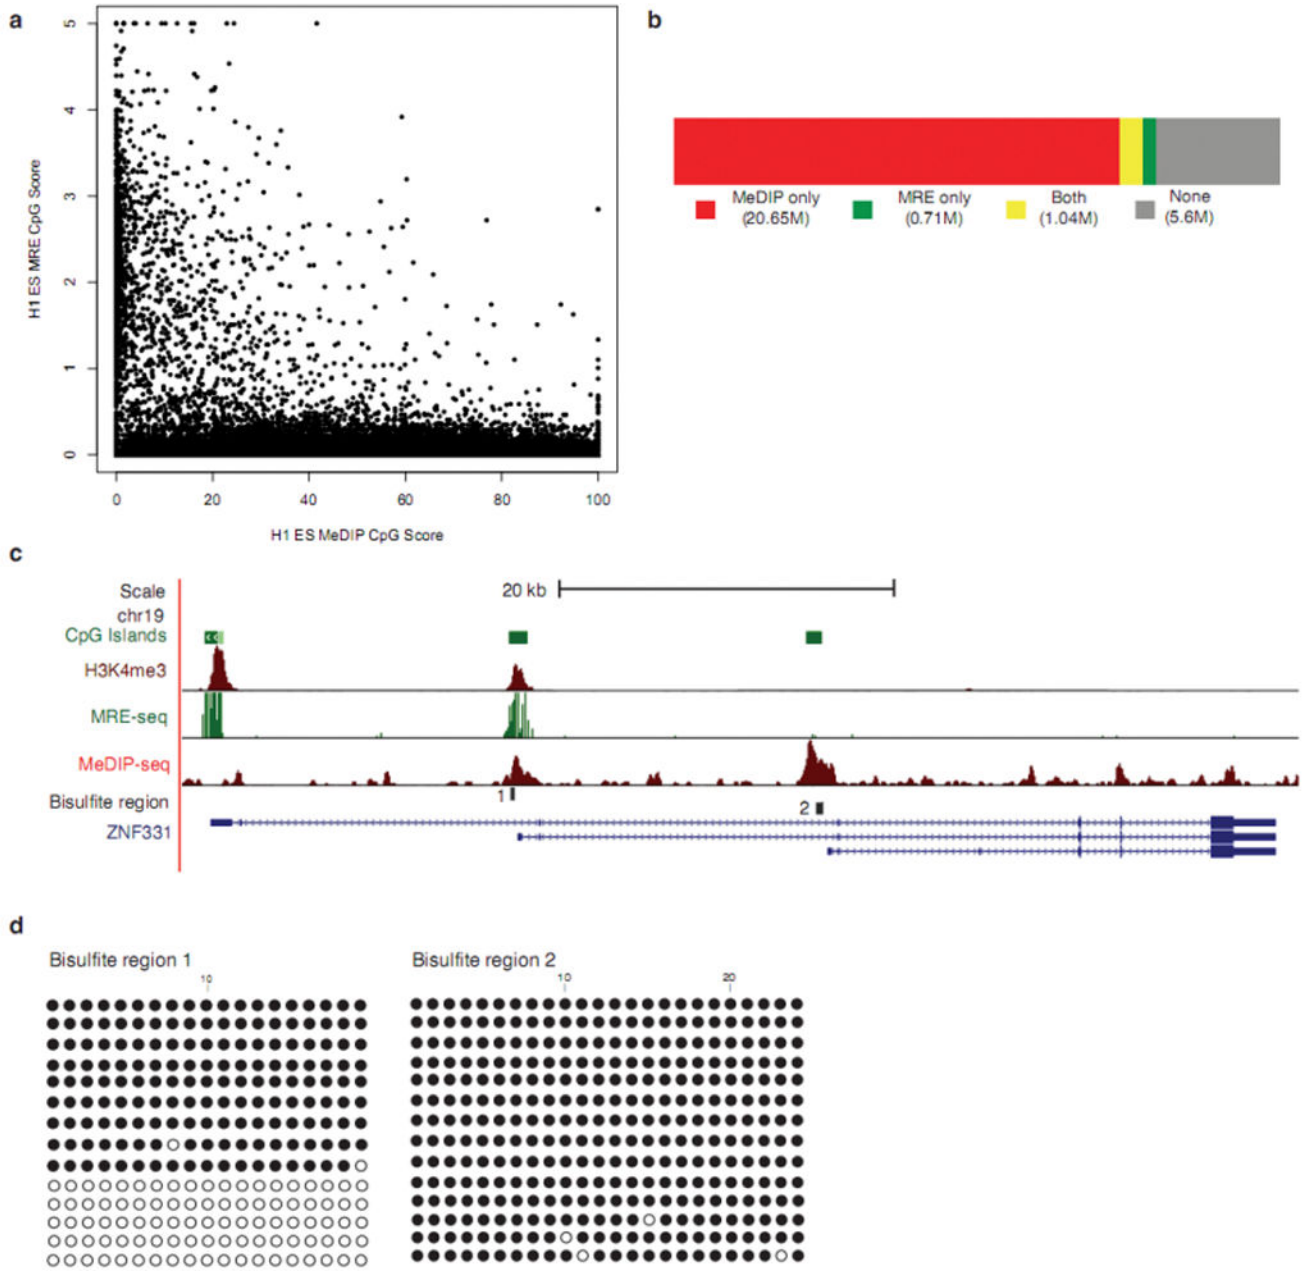 a
5
4
3
2
1
0
H1 ES MRE CpG Score
0 20 40 60 80 100
H1 ES MeDIP CpG Score
b
MeDIP only
(20.65M)
MRE only
(0.71M)
Both
(1.04M)
None
(5.6M)
c
Scale
20 kb
chr19
CpG Islands
H3K4me3
MRE-seq
MeDIP-seq
Bisulfite region
1
2
ZNF331
d
Bisulfite region 1
10
Bisulfite region 2
10 20